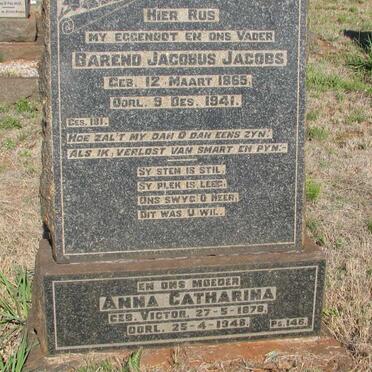 Hier Rus
My Eggenoot en ons Vader
Barend Jacobus Jacobs
Geb. 12 Maart 1865
Oorl. 9 Des. 1941.
Ges. 181.
Hoe zal't my dan O dan eens zyn.
Als ik, verlost van smart en pyn.-
Sy stem is stil,
Sy plek is leeg,
Ons swyg O Heer,
Dit was U wil.
En ons Moeder
Anna Catharina
Geb. Victor. 27-5-1878
Oorl. 25-4-1948. Ps. 146.